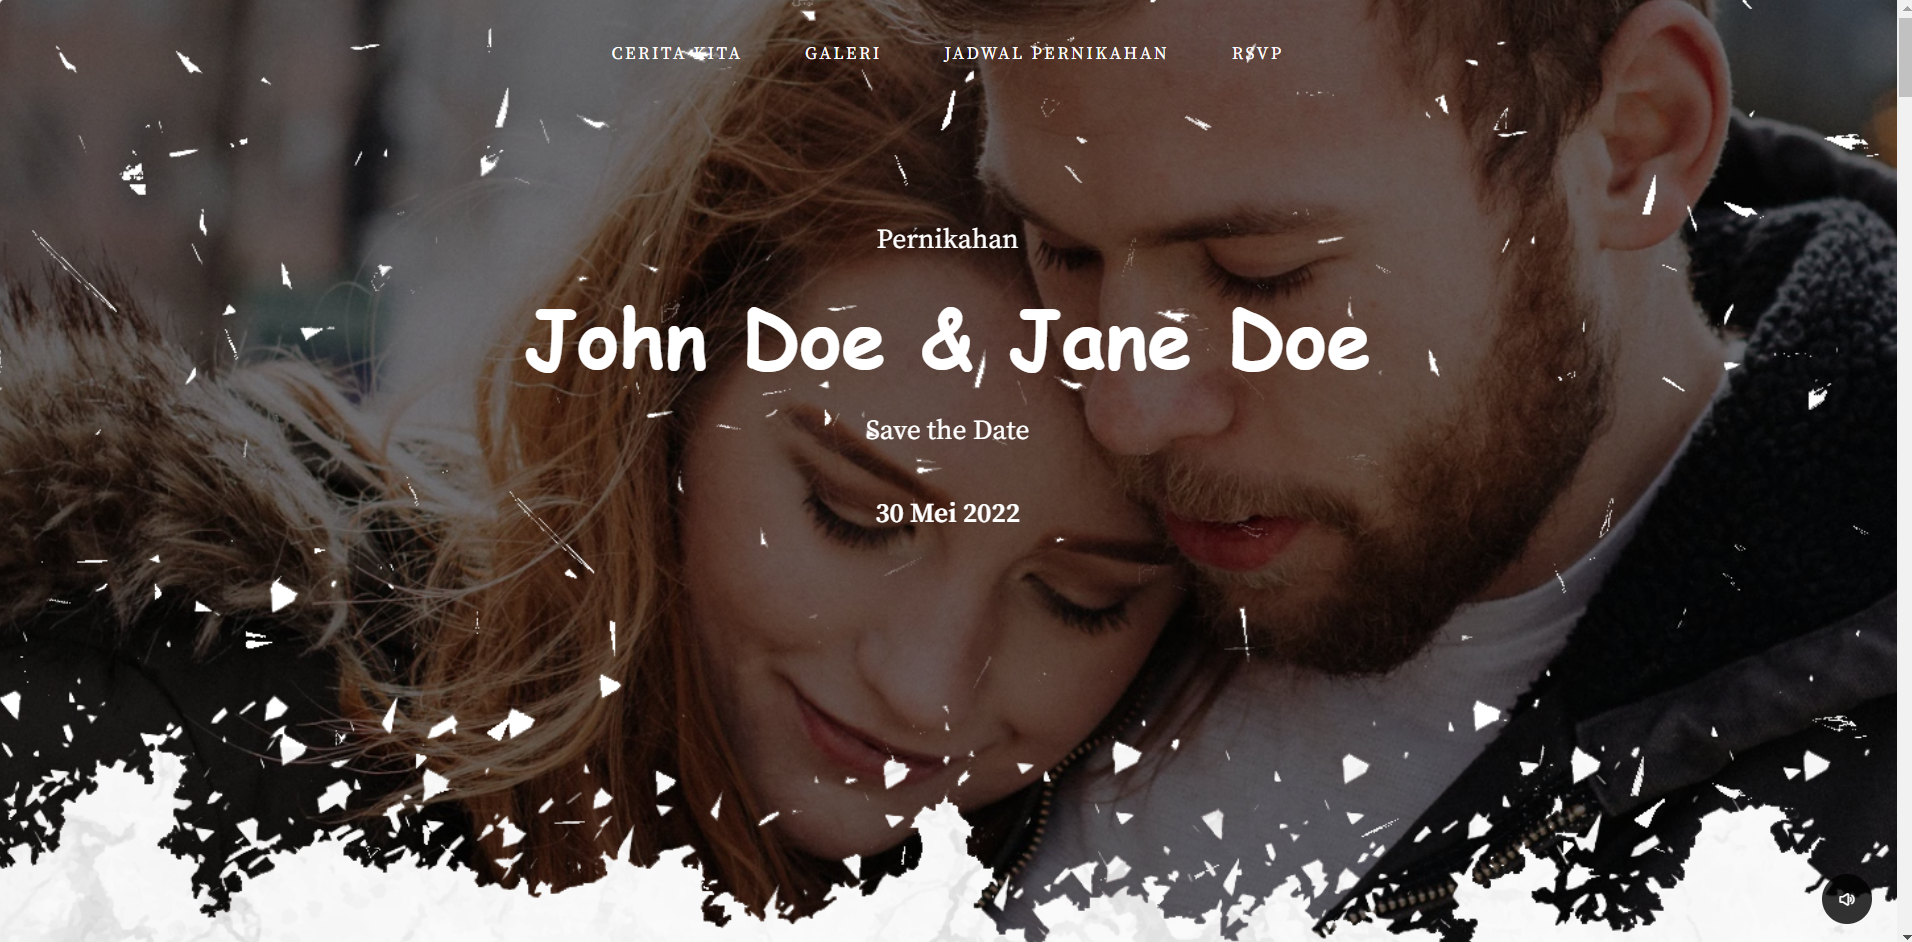 CERITA KITA GALERI JADWAL PERNIKAHAN RSVP
Pernikahan
John Doe & Jane Doe
Save the Date
30 Mei 2022